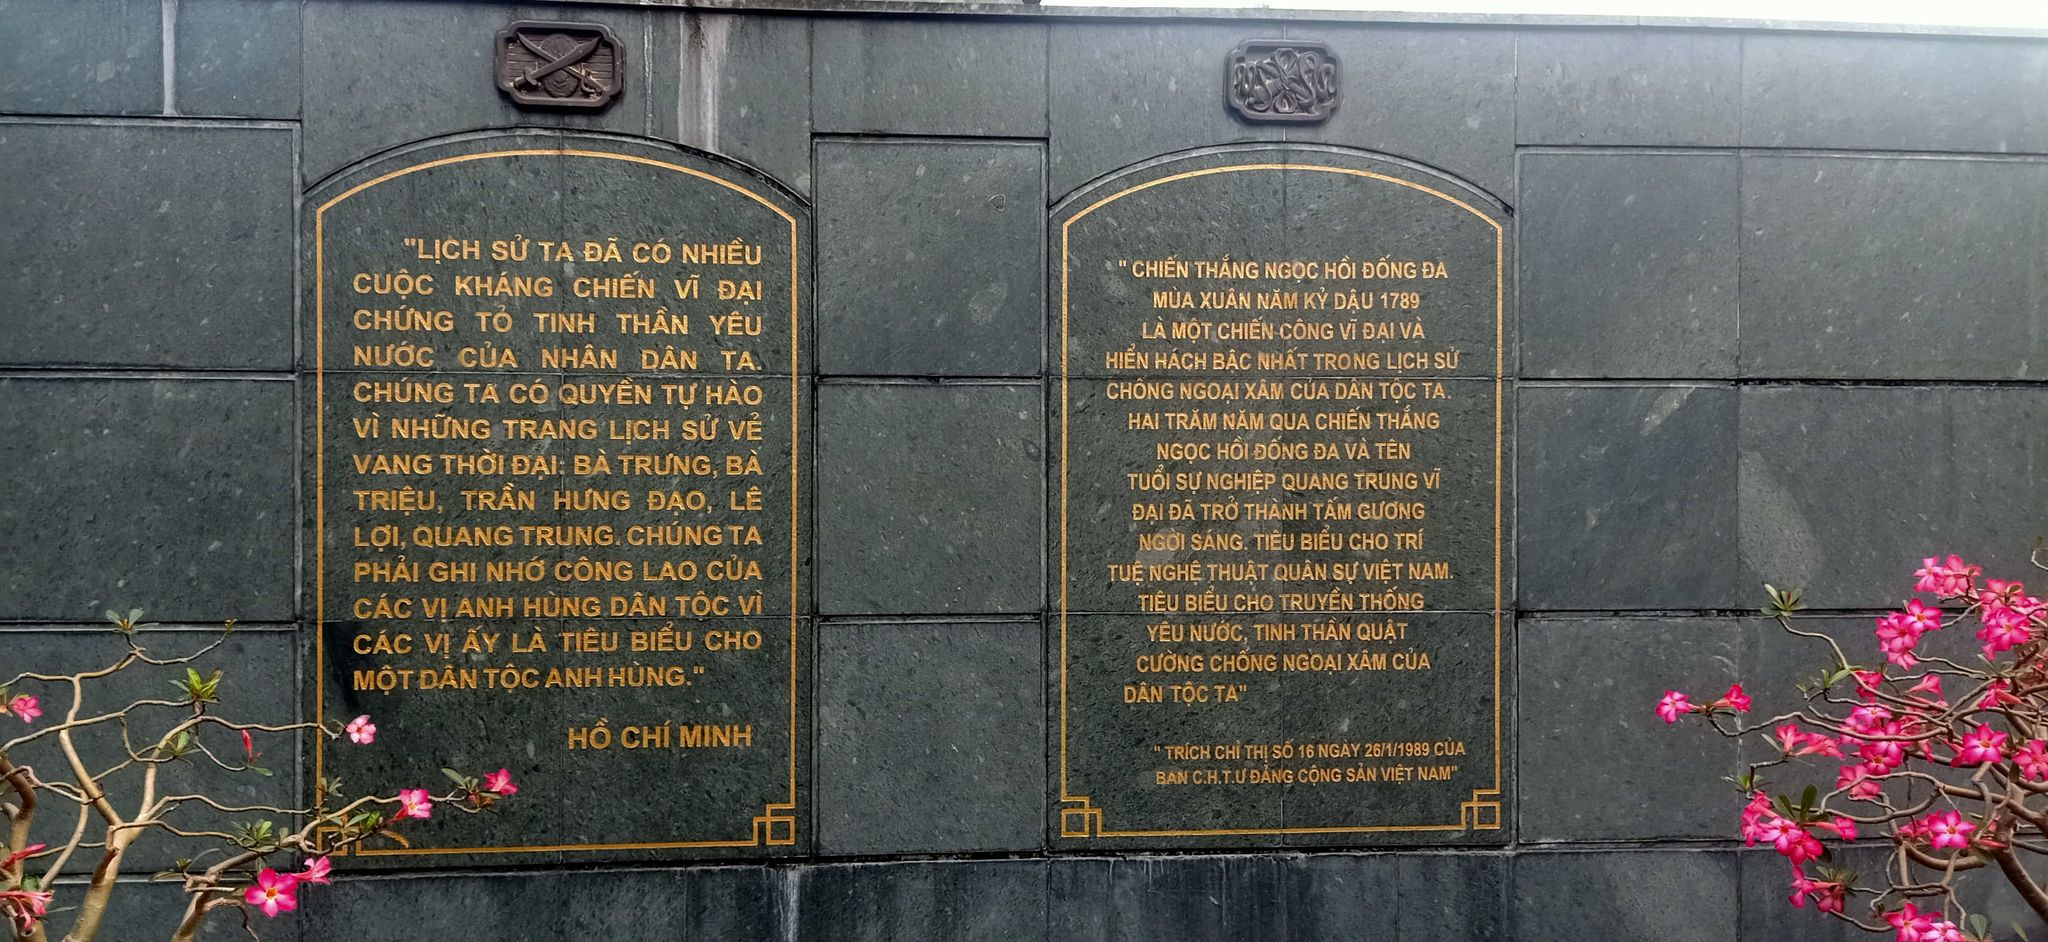 "LỊCH SỬ TA ĐÃ CÓ NHIỀU
CUỘC KHÁNG CHIẾN VĨ ĐẠI
CHỨNG TỎ TINH THẦN YÊU
NƯỚC CỦA NHÂN DÂN TA.
CHÚNG TA CÓ QUYỀN TỰ HÀO
VÌ NHỮNG TRANG LỊCH SỬ VẺ
VANG THỜI ĐẠI: BÀ TRƯNG, BÀ
TRIỆU, TRẦN HƯNG ĐẠO, LÊ
LỢI, QUANG TRUNG. CHÚNG TA
PHẢI GHI NHỚ CÔNG LAO CỦA
CÁC VỊ ANH HÙNG DÂN TỘC VÌ
CÁC VỊ ẤY LÀ TIÊU BIỂU CHO
MỘT DÂN TỘC ANH HÙNG."
HỒ CHÍ MINH
" CHIẾN THẮNG NGỌC HỒI ĐỐNG ĐA
MÙA XUÂN NĂM KỶ DẬU 1789
LÀ MỘT CHIẾN CÔNG VĨ ĐẠI VÀ
HIỂN HÁCH BẬC NHẤT TRONG LỊCH SỬ
CHỐNG NGOẠI XÂM CỦA DÂN TỘC TA.
HAI TRĂM NĂM QUA CHIẾN THẮNG
NGỌC HỒI ĐỐNG ĐA VÀ TÊN
TUỔI SỰ NGHIỆP QUANG TRUNG VĨ
ĐẠI ĐÃ TRỞ THÀNH TẤM GƯƠNG
NGỜI SÁNG. TIÊU BIỂU CHO TRÍ
TUỆ NGHỆ THUẬT QUÂN SỰ VIỆT NAM.
TIÊU BIỂU CHO TRUYỀN THỐNG
YÊU NƯỚC, TINH THẦN QUẬT
CƯỜNG CHỐNG NGOẠI XÂM CỦA
DÂN TỘC TA"
" TRÍCH CHỈ THỊ SỐ 16 NGÀY 26/1/1989 CỦA
BAN C.H.T.Ư ĐẢNG CỘNG SẢN VIỆT NAM"